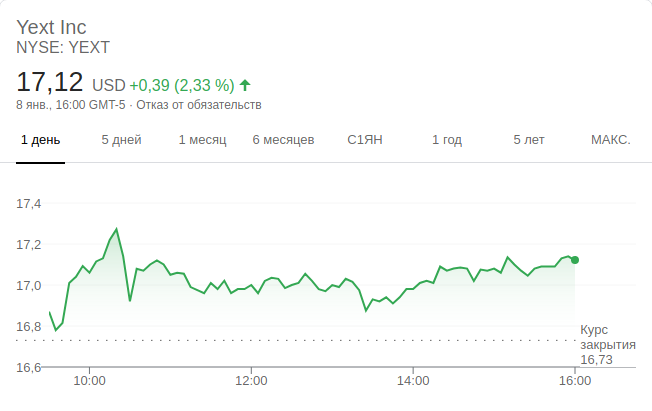 Yext Inc
NYSE: YEXT
17,12 USD +0,39 (2,33 %)
8 янв., 16:00 GMT-5 · Отказ от обязательств
1 день 5 дней 1 месяц 6 месяцев С1ЯН 1 год 5 лет МАКС.
17,4
17,2
17,0
16,8
Курс
закрытия
16,73
16,6
10:00 12:00 14:00 16:00